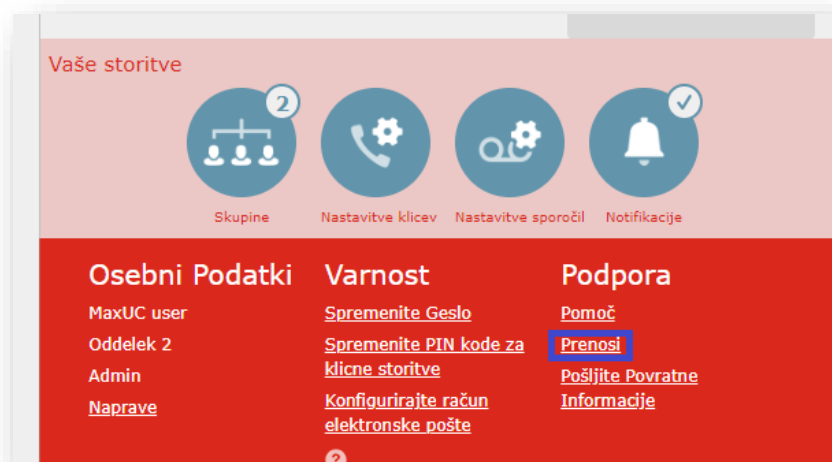 Vaše storitve
2
Skupine
Nastavitve klicev
Nastavitve sporočil
Notifikacije
Osebni Podatki
MaxUC user
Oddelek 2
Admin
Naprave
Varnost
Spremenite Geslo
Spremenite PIN kode za
klicne storitve
Konfigurirajte račun
elektronske pošte
?
Podpora
Pomoč
Prenosi
Pošljite Povratne
Informacije